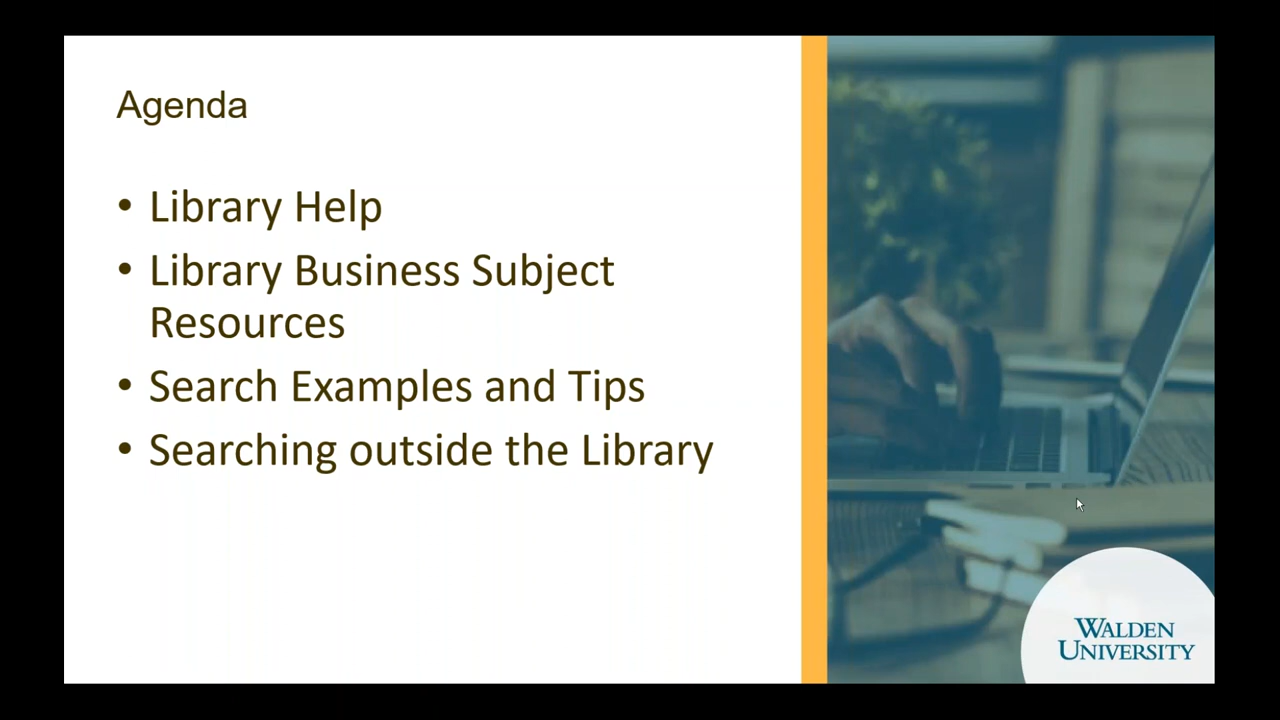 Agenda
• Library Help
• Library Business Subject
Resources
• Search Examples and Tips
• Searching outside the Library
WALDEN
UNIVERSITY